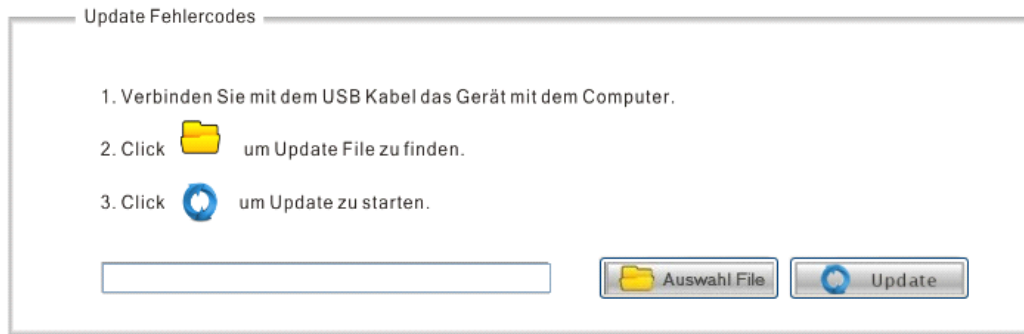 Update Fehlercodes
1. Verbinden Sie mit dem USB Kabel das Gerät mit dem Computer.
2. Click um Update File zu finden.
3. Click um Update zu starten.
Auswahl File Update